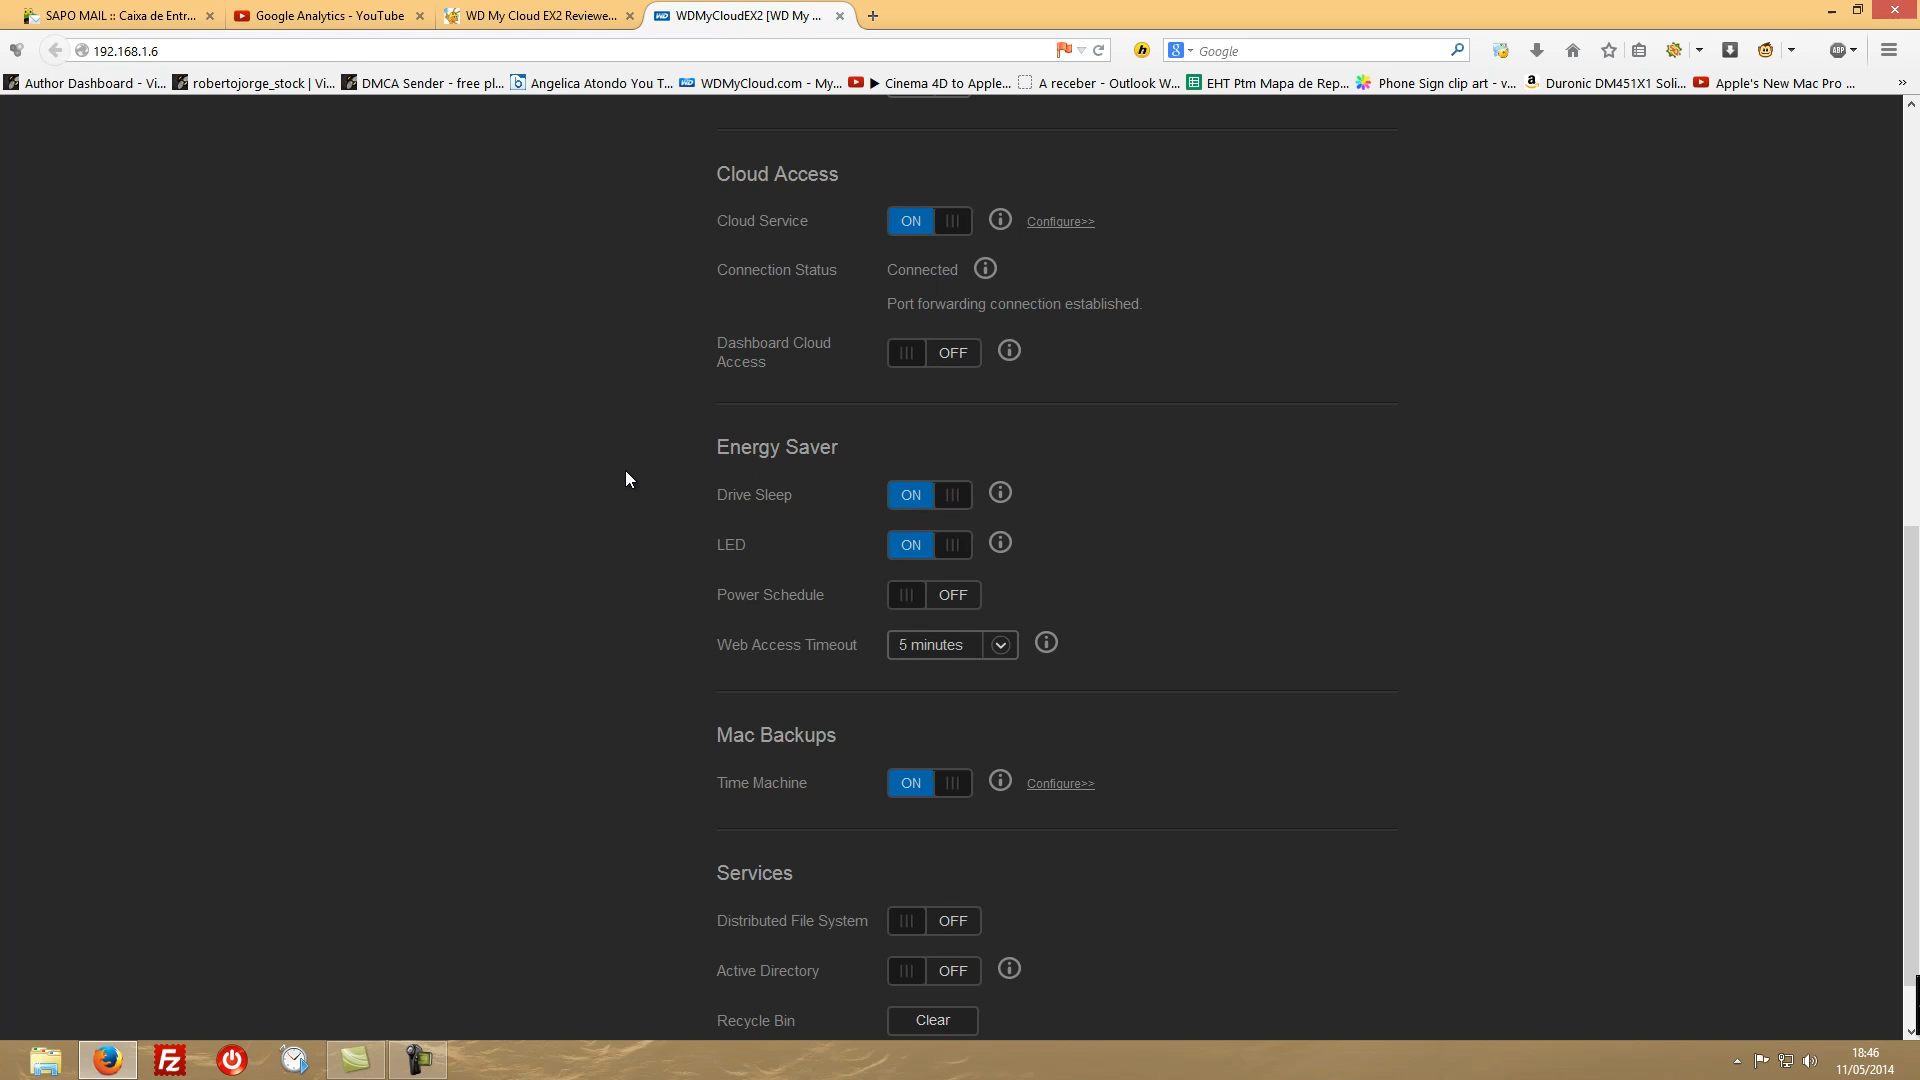 SAPO MAIL :: Caixa de Entr...
Google Analytics - YouTube
WD My Cloud EX2 Reviewe...
WDMyCloudEX2 [WD My ...
192.168.1.6
Google
Author Dashboard - Vi...
robertojorge_stock | Vi...
DMCA Sender - free pl...
Angelica Atondo You T...
WDMyCloud.com - My...
▶ Cinema 4D to Apple...
A receber - Outlook W...
EHT Ptm Mapa de Rep...
Phone Sign clip art - v...
Duronic DM451X1 Soli...
Apple's New Mac Pro ...
Cloud Access
Cloud Service ON Configure>>
Connection Status Connected
Port forwarding connection established.
Dashboard Cloud
Access OFF
Energy Saver
Drive Sleep ON
LED ON
Power Schedule OFF
Web Access Timeout 5 minutes
Mac Backups
Time Machine ON Configure>>
Services
Distributed File System OFF
Active Directory OFF
Recycle Bin Clear
18:46
11/05/2014